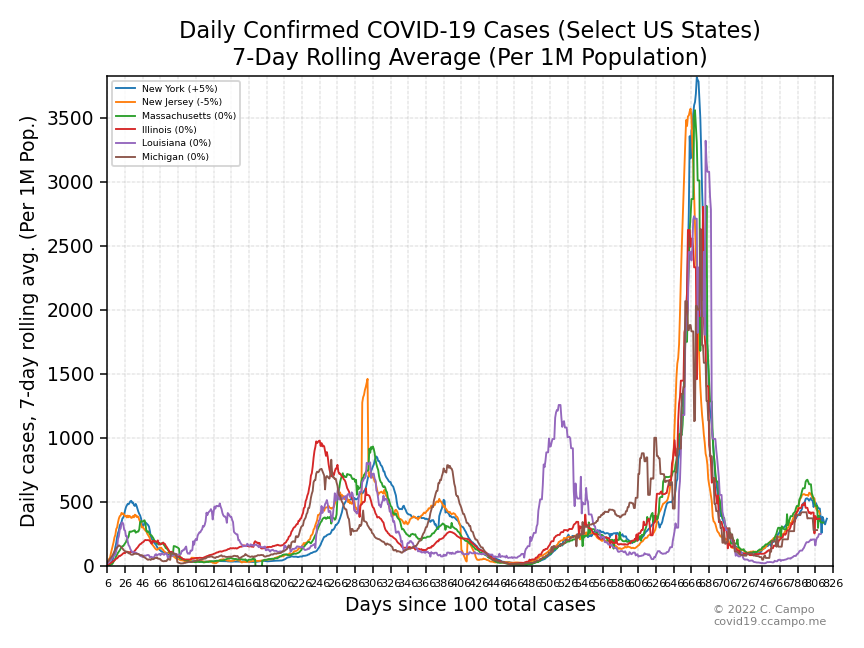 Daily Confirmed COVID-19 Cases (Select US States)
7-Day Rolling Average (Per 1M Population)
New York (+5%)
New Jersey (-5%)
Massachusetts (0%)
Illinois (0%)
Louisiana (0%)
Michigan (0%)
Daily cases, 7-day rolling avg. (Per 1M Pop.)
3500
3000
2500
2000
1500
1000
500
0
6 26 46 66 86 106 126 146 166 186 206 226 246 266 286 306 326 346 366 386 406 426 446 466 486 506 526 546 566 586 606 626 646 666 686 706 726 746 766 786 806 826
Days since 100 total cases
© 2022 C. Campo
covid19.ccampo.me